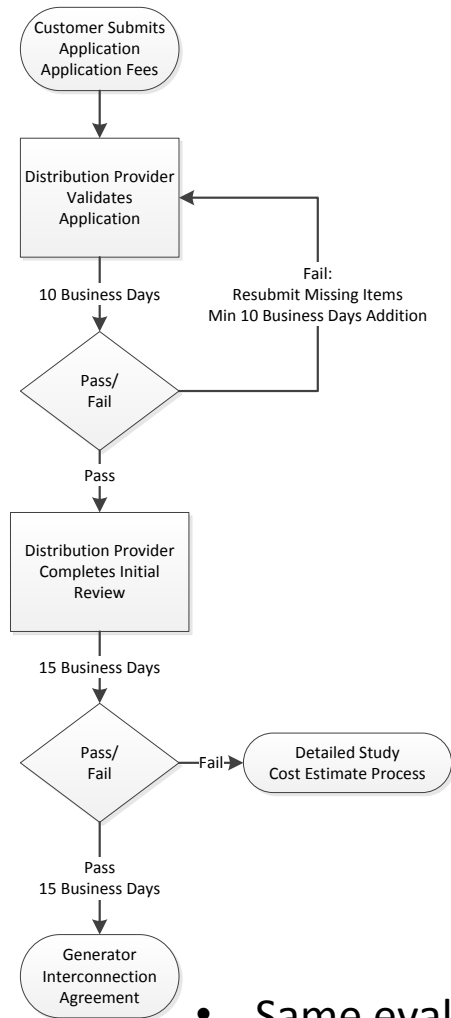 Customer Submits
Application
Application Fees
Distribution Provider
Validates
Application
10 Business Days
Fail:
Resubmit Missing Items
Min 10 Business Days Addition
Pass/
Fail
Pass
Distribution Provider
Completes Initial
Review
15 Business Days
Pass/
Fail
Fail
Detailed Study
Cost Estimate Process
Pass
15 Business Days
Generator
Interconnection
Agreement
• Same eval